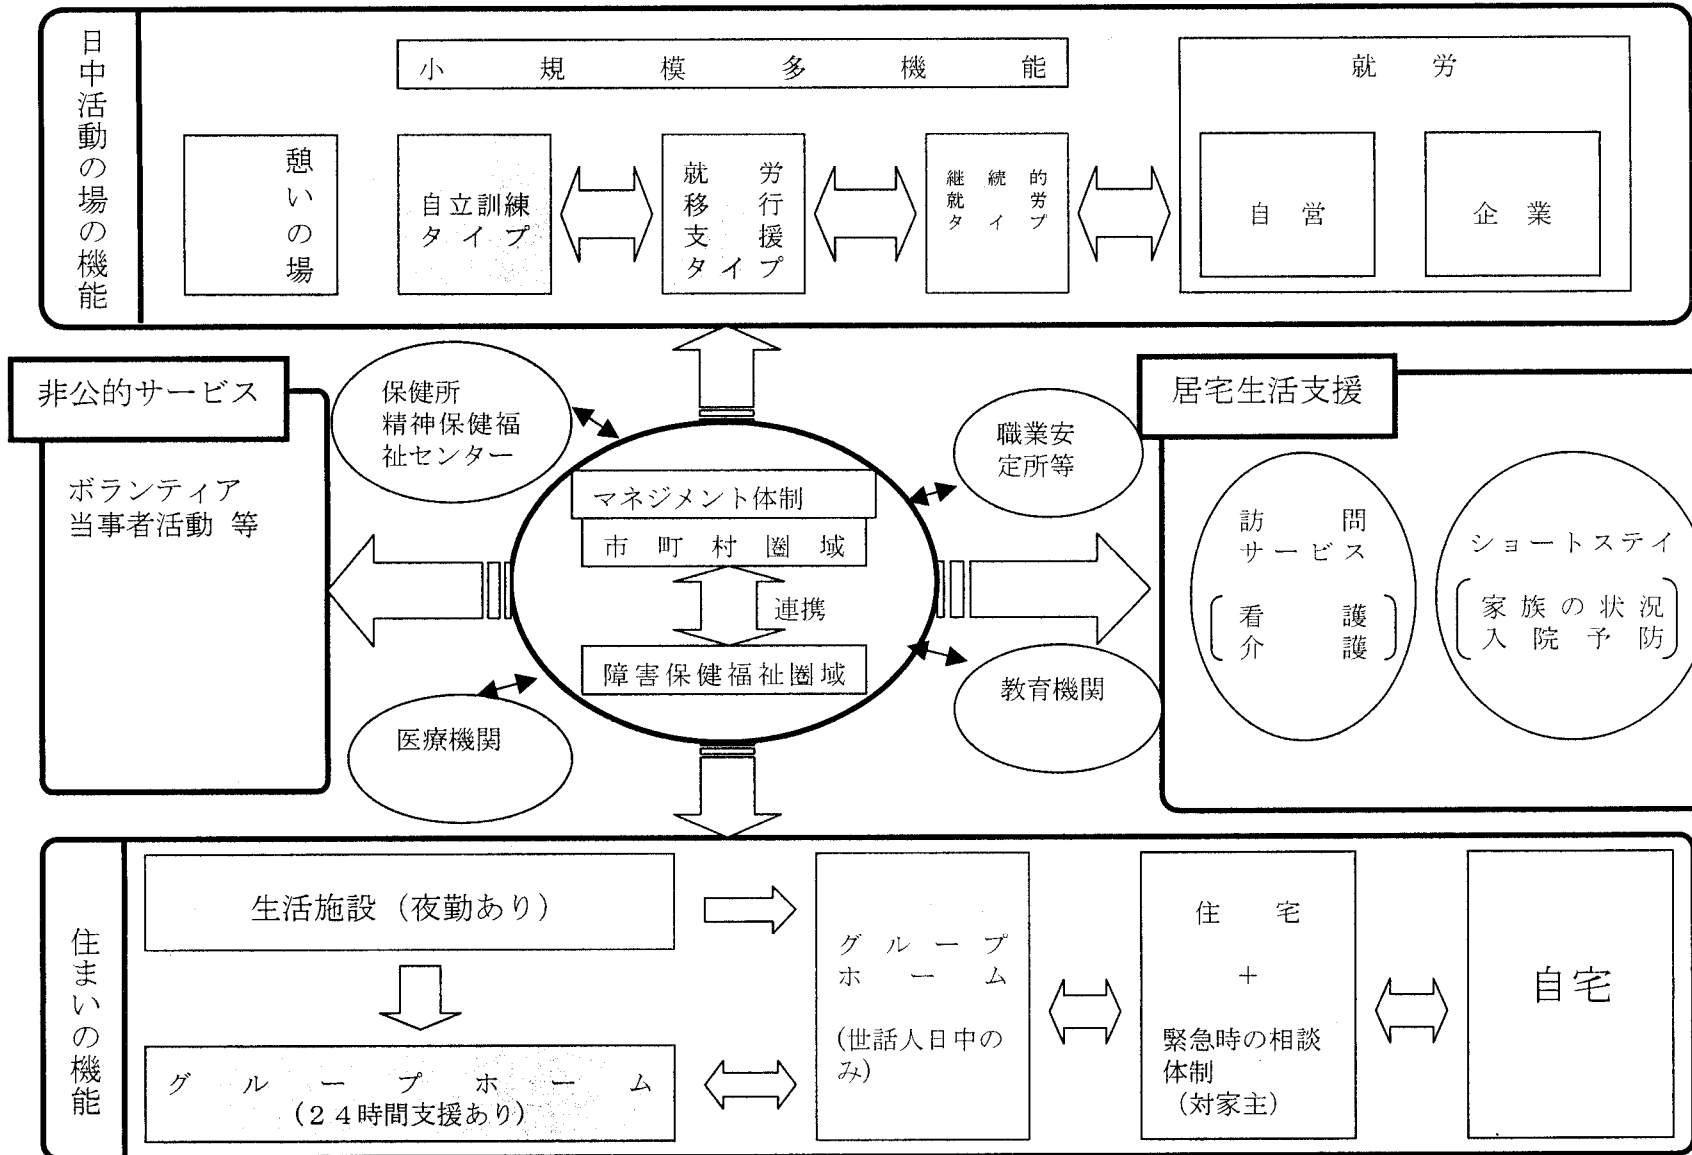 日中活動の場の機能
小規模多機能
憩いの場
自立訓練
タイプ
就労
移行
支援
タイプ
継続的
就労
タイプ
就労
自営
企業
非公的サービス
ボランティア
当事者活動 等
保健所
精神保健福
祉センター
職業安
定所等
マネジメント体制
市町村圏域
連携
障害保健福祉圏域
医療機関
教育機関
居宅生活支援
訪問
サービス
看護
介護
ショートステイ
家族の状況
入院予防
住まいの機能
生活施設（夜勤あり）
グループホーム
(２４時間支援あり)
グループ
ホーム
(世話人日中の
み)
住宅
＋
緊急時の相談
体制
（対家主）
自宅